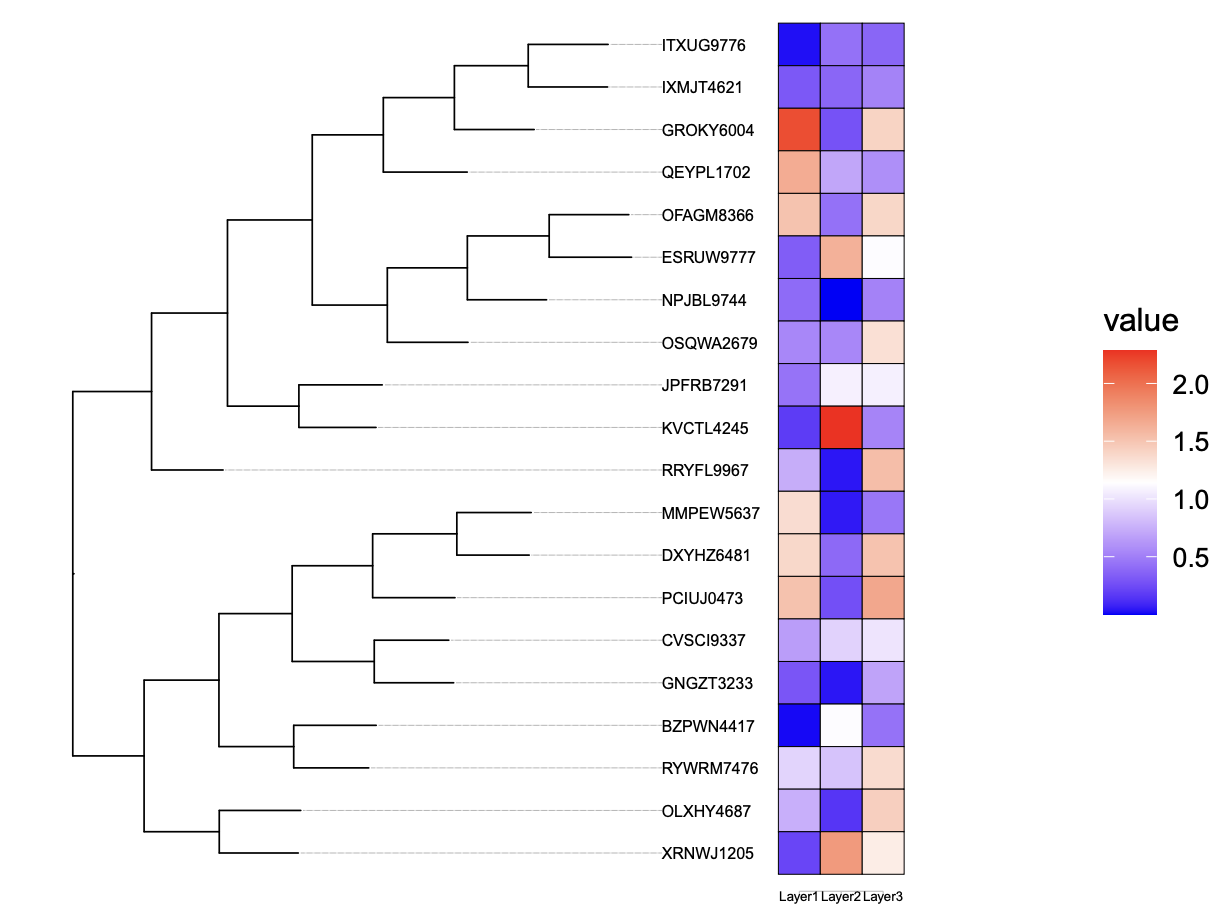 ITXUG9776
IXMJT4621
GROKY6004
QEYPL1702
OFAGM8366
ESRUW9777
NPJBL9744
OSQWA2679
JPFRB7291
KVCTL4245
RRYFL9967
MMPEW5637
DXYHZ6481
PCIUJ0473
CVSCI9337
GNGZT3233
BZPWN4417
RYWRM7476
OLXHY4687
XRNWJ1205
Layer1 Layer2 Layer3
value
2.0
1.5
1.0
0.5